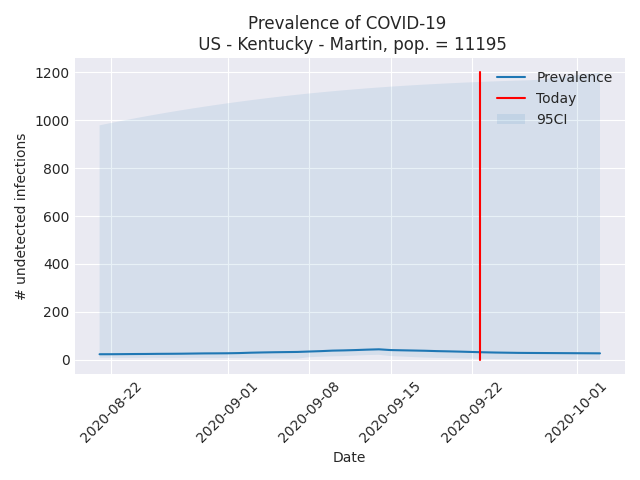 Prevalence of COVID-19
US - Kentucky - Martin, pop. = 11195
1200
1000
800
600
400
200
0
# undetected infections
Prevalence
Today
95CI
2020-08-22
2020-09-01
2020-09-08
2020-09-15
2020-09-22
2020-10-01
Date